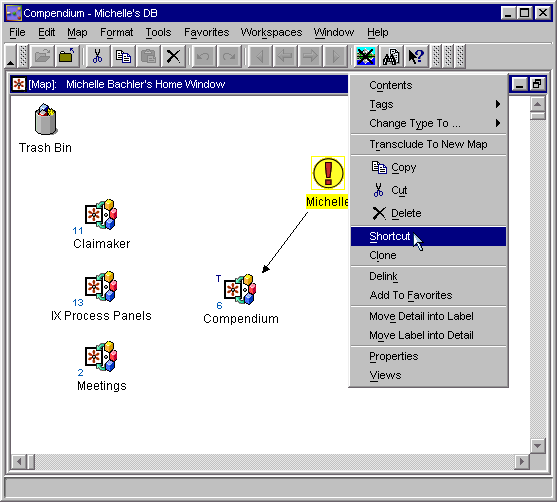 Compendium - Michelle's DB
File Edit Map Format Tools Favorites Workspaces Window Help
[Map]: Michelle Bachler's Home Window
Trash Bin
Michelle
11
Claimaker
13
IX Process Panels
T
6
Compendium
2
Meetings
Contents
Tags
Change Type To ...
Transclude To New Map
Copy
Cut
Delete
Shortcut
Clone
Delink
Add To Favorites
Move Detail into Label
Move Label into Detail
Properties
Views